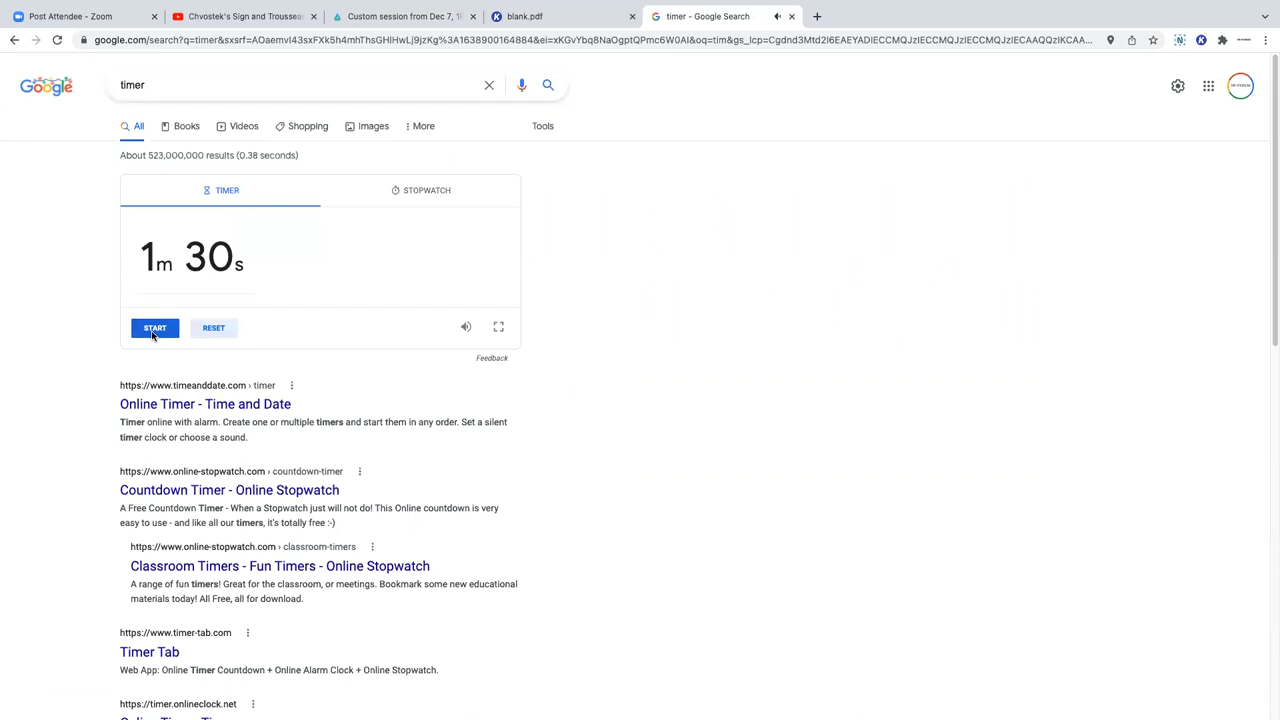 Post Attendee - Zoom
Chvostek's Sign and Trousseau
Custom session from Dec 7, 1
blank.pdf
timer - Google Search
google.com/search?q=timer&sxsrf=
Google
timer
All
Books
Videos
Shopping
Images
More
Tools
About 523,000,000 results (0.38 seconds)
TIMER
STOPWATCH
1m 30s
START
RESET
Feedback
https://www.timeanddate.com › timer
Online Timer - Time and Date
Timer online with alarm. Create one or multiple timers and start them in any order. Set a silent
timer clock or choose a sound.
https://www.online-stopwatch.com › countdown-timer
Countdown Timer - Online Stopwatch
A Free Countdown Timer - When a Stopwatch just will not do! This Online countdown is very
easy to use - and like all our timers, it's totally free :-)
https://www.online-stopwatch.com › classroom-timers
Classroom Timers - Fun Timers - Online Stopwatch
A range of fun timers! Great for the classroom, or meetings. Bookmark some new educational
materials today! All Free, all for download.
https://www.timer-tab.com
Timer Tab
Web App: Online Timer Countdown + Online Alarm Clock + Online Stopwatch.
https://timer.onlineclock.net